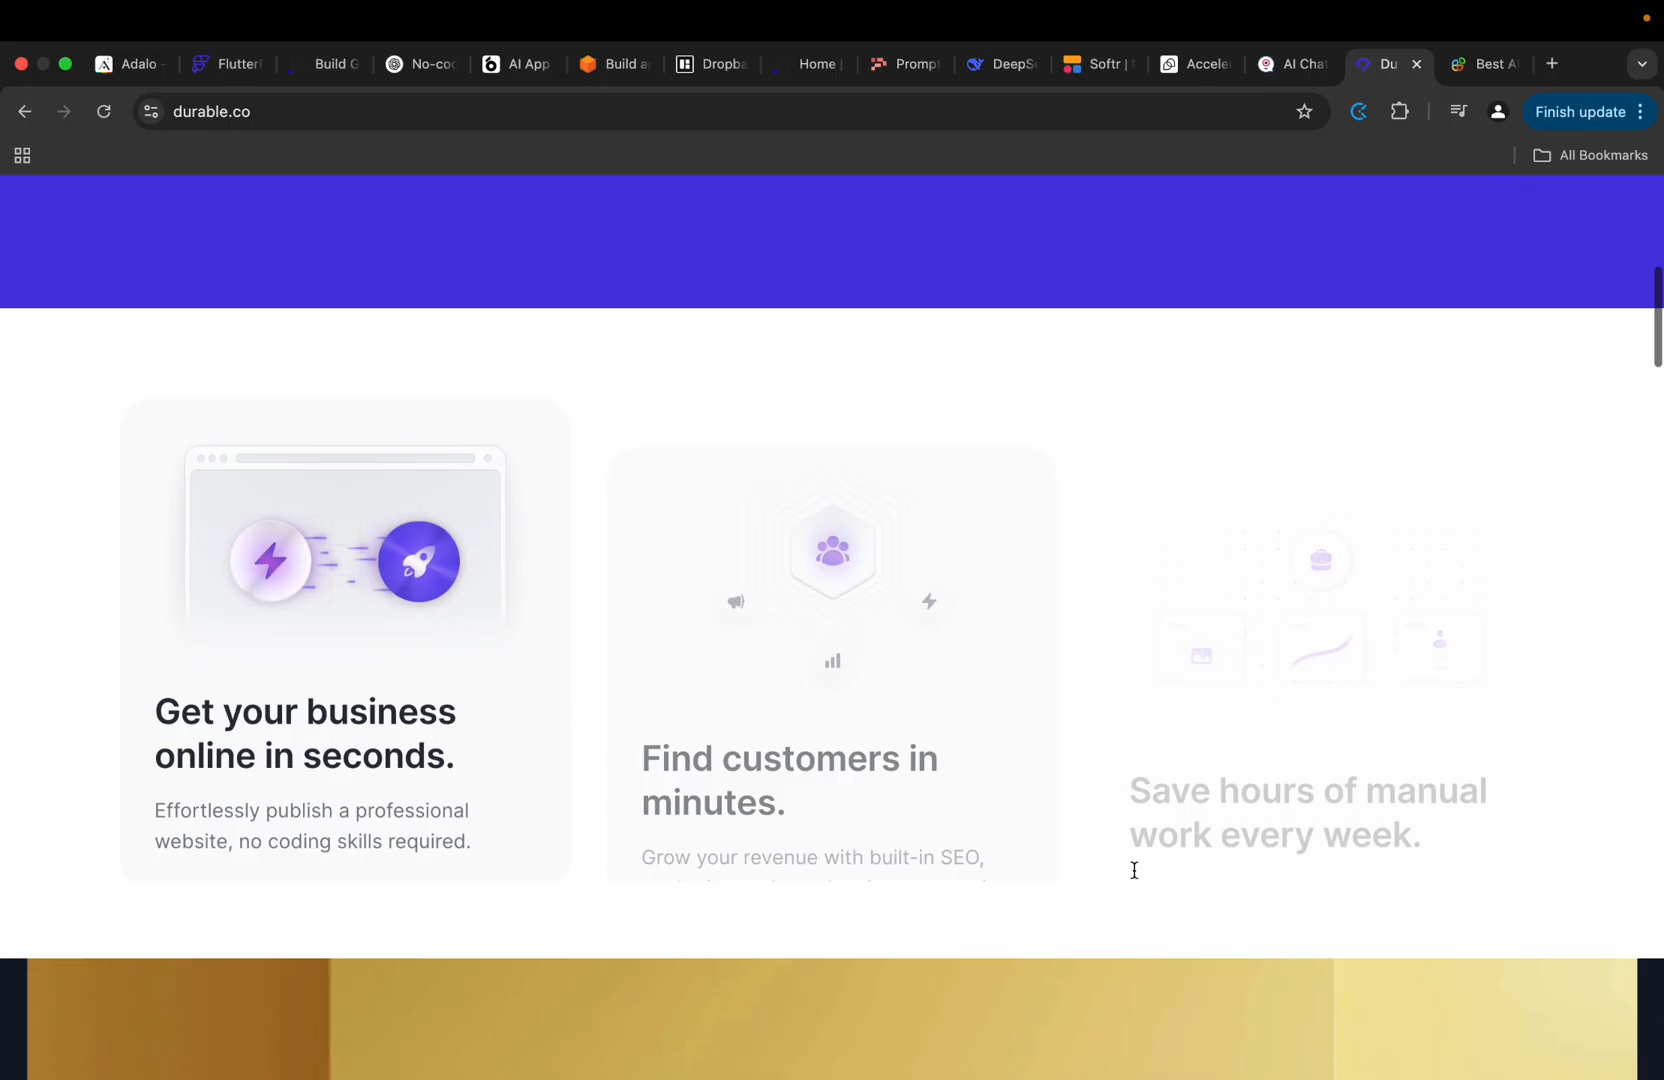 Adalo -
Flutterf
Build G
No-coo
AI App
Build a
Dropba
Home |
Prompt
DeepS
Softr |
Accele
AI Cha
Du
Best A
durable.co
Finish update
All Bookmarks
Get your business
online in seconds.
Effortlessly publish a professional
website, no coding skills required.
Find customers in
minutes.
Grow your revenue with built-in SEO,
Save hours of manual
work every week.